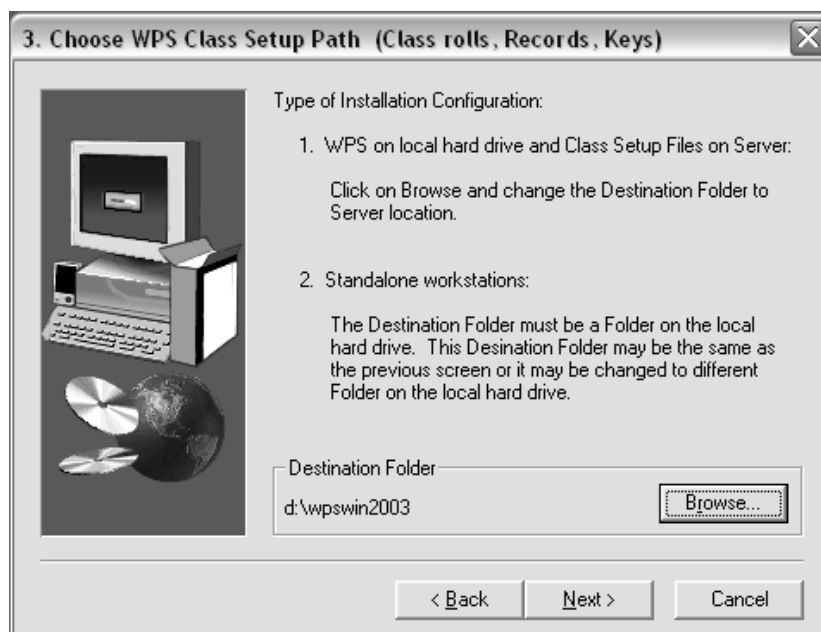 3. Choose WPS Class Setup Path (Class rolls, Records, Keys)
Type of Installation Configuration:
1. WPS on local hard drive and Class Setup Files on Server:
Click on Browse and change the Destination Folder to
Server location.
2. Standalone workstations:
The Destination Folder must be a Folder on the local
hard drive. This Desination Folder may be the same as
the previous screen or it may be changed to different
Folder on the local hard drive.
Destination Folder
d:\wpswin2003
Browse...
< Back
Next >
Cancel